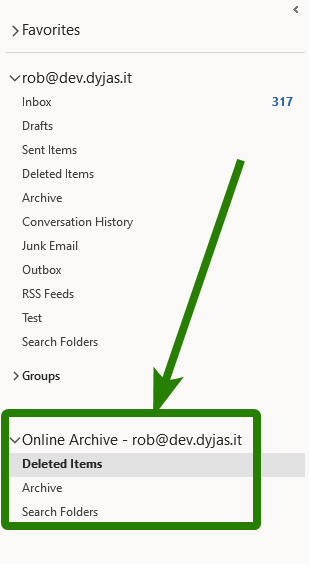 Favorites
rob@dev.dyjas.it
Inbox 317
Drafts
Sent Items
Deleted Items
Archive
Conversation History
Junk Email
Outbox
RSS Feeds
Test
Search Folders
Groups
Online Archive - rob@dev.dyjas.it
Deleted Items
Archive
Search Folders